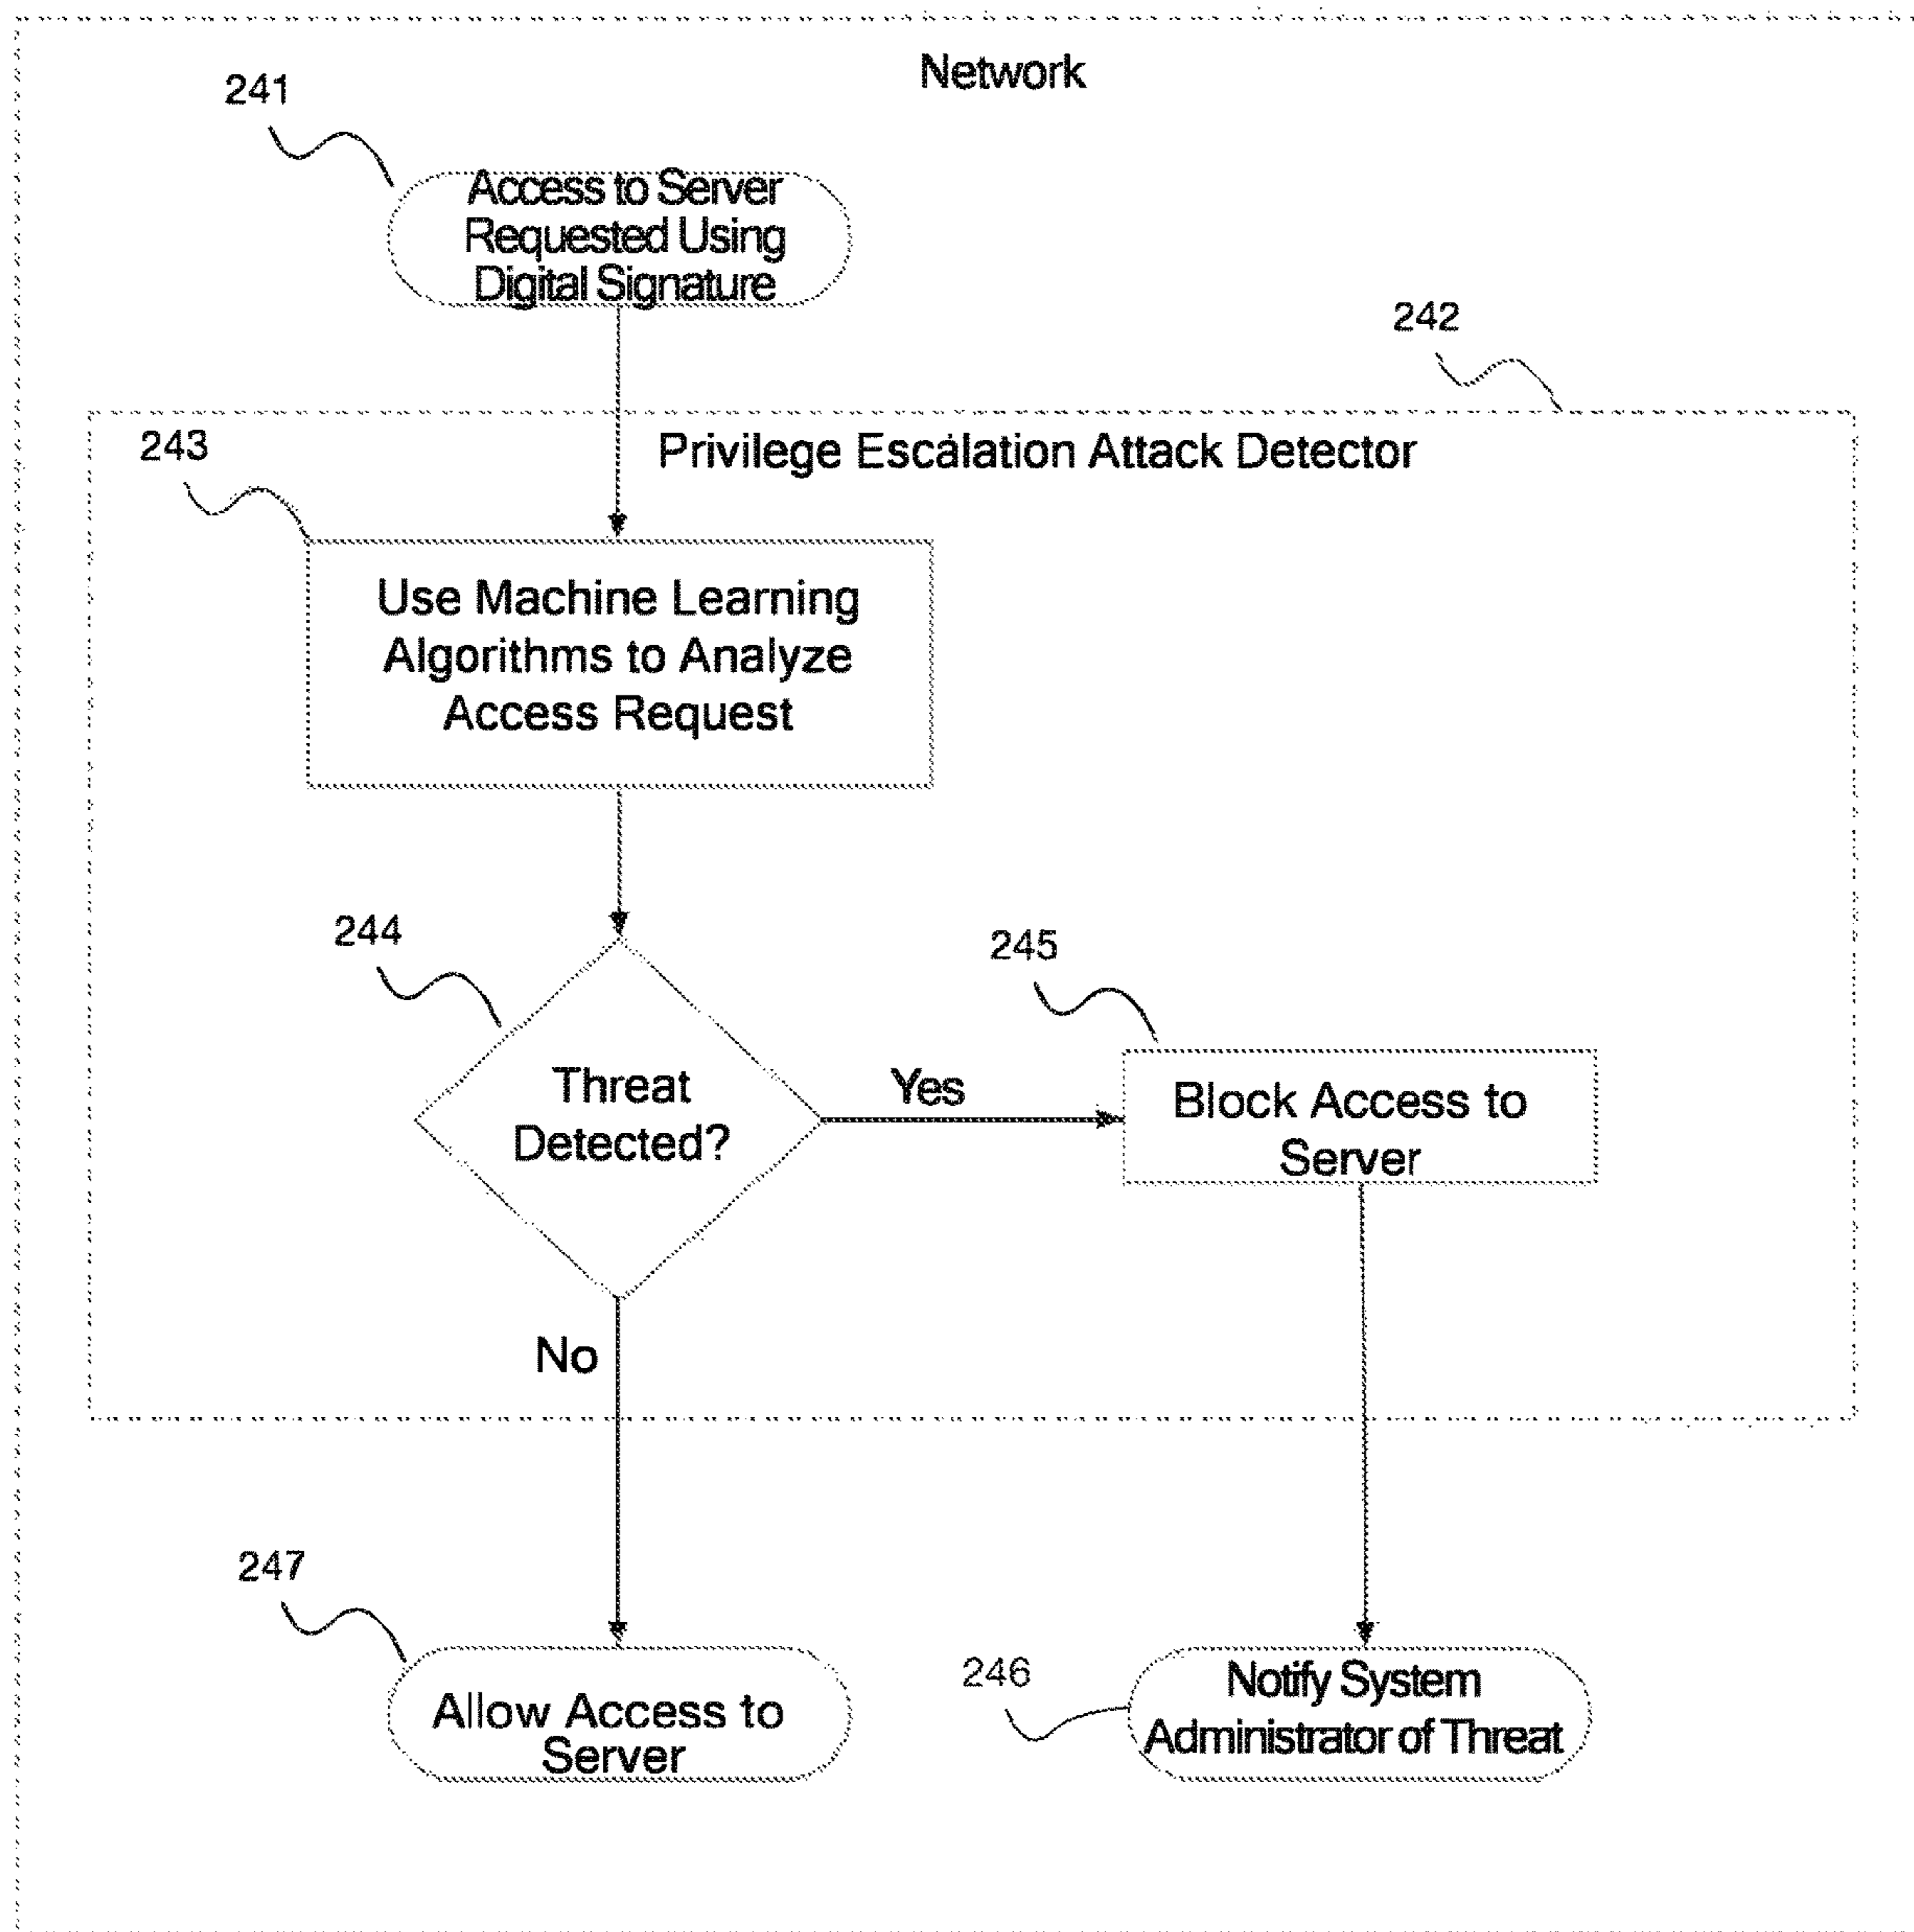 Network
241
Access to Server
Requested Using
Digital Signature
242
Privilege Escalation Attack Detector
243
Use Machine Learning
Algorithms to Analyze
Access Request
244
Threat
Detected?
Yes
245
Block Access to
Server
No
247
Allow Access to
Server
246
Notify System
Administrator of Threat